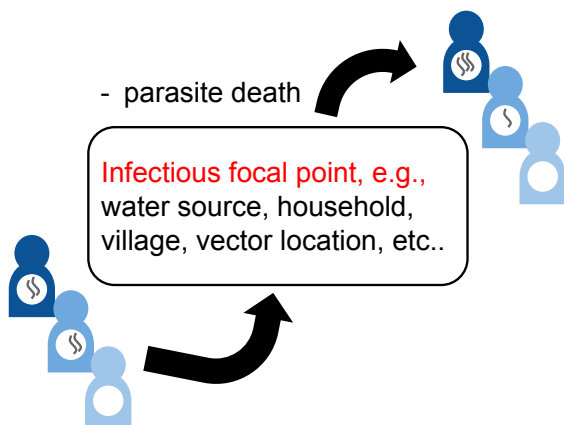 - parasite death
Infectious focal point, e.g.,
water source, household,
village, vector location, etc..